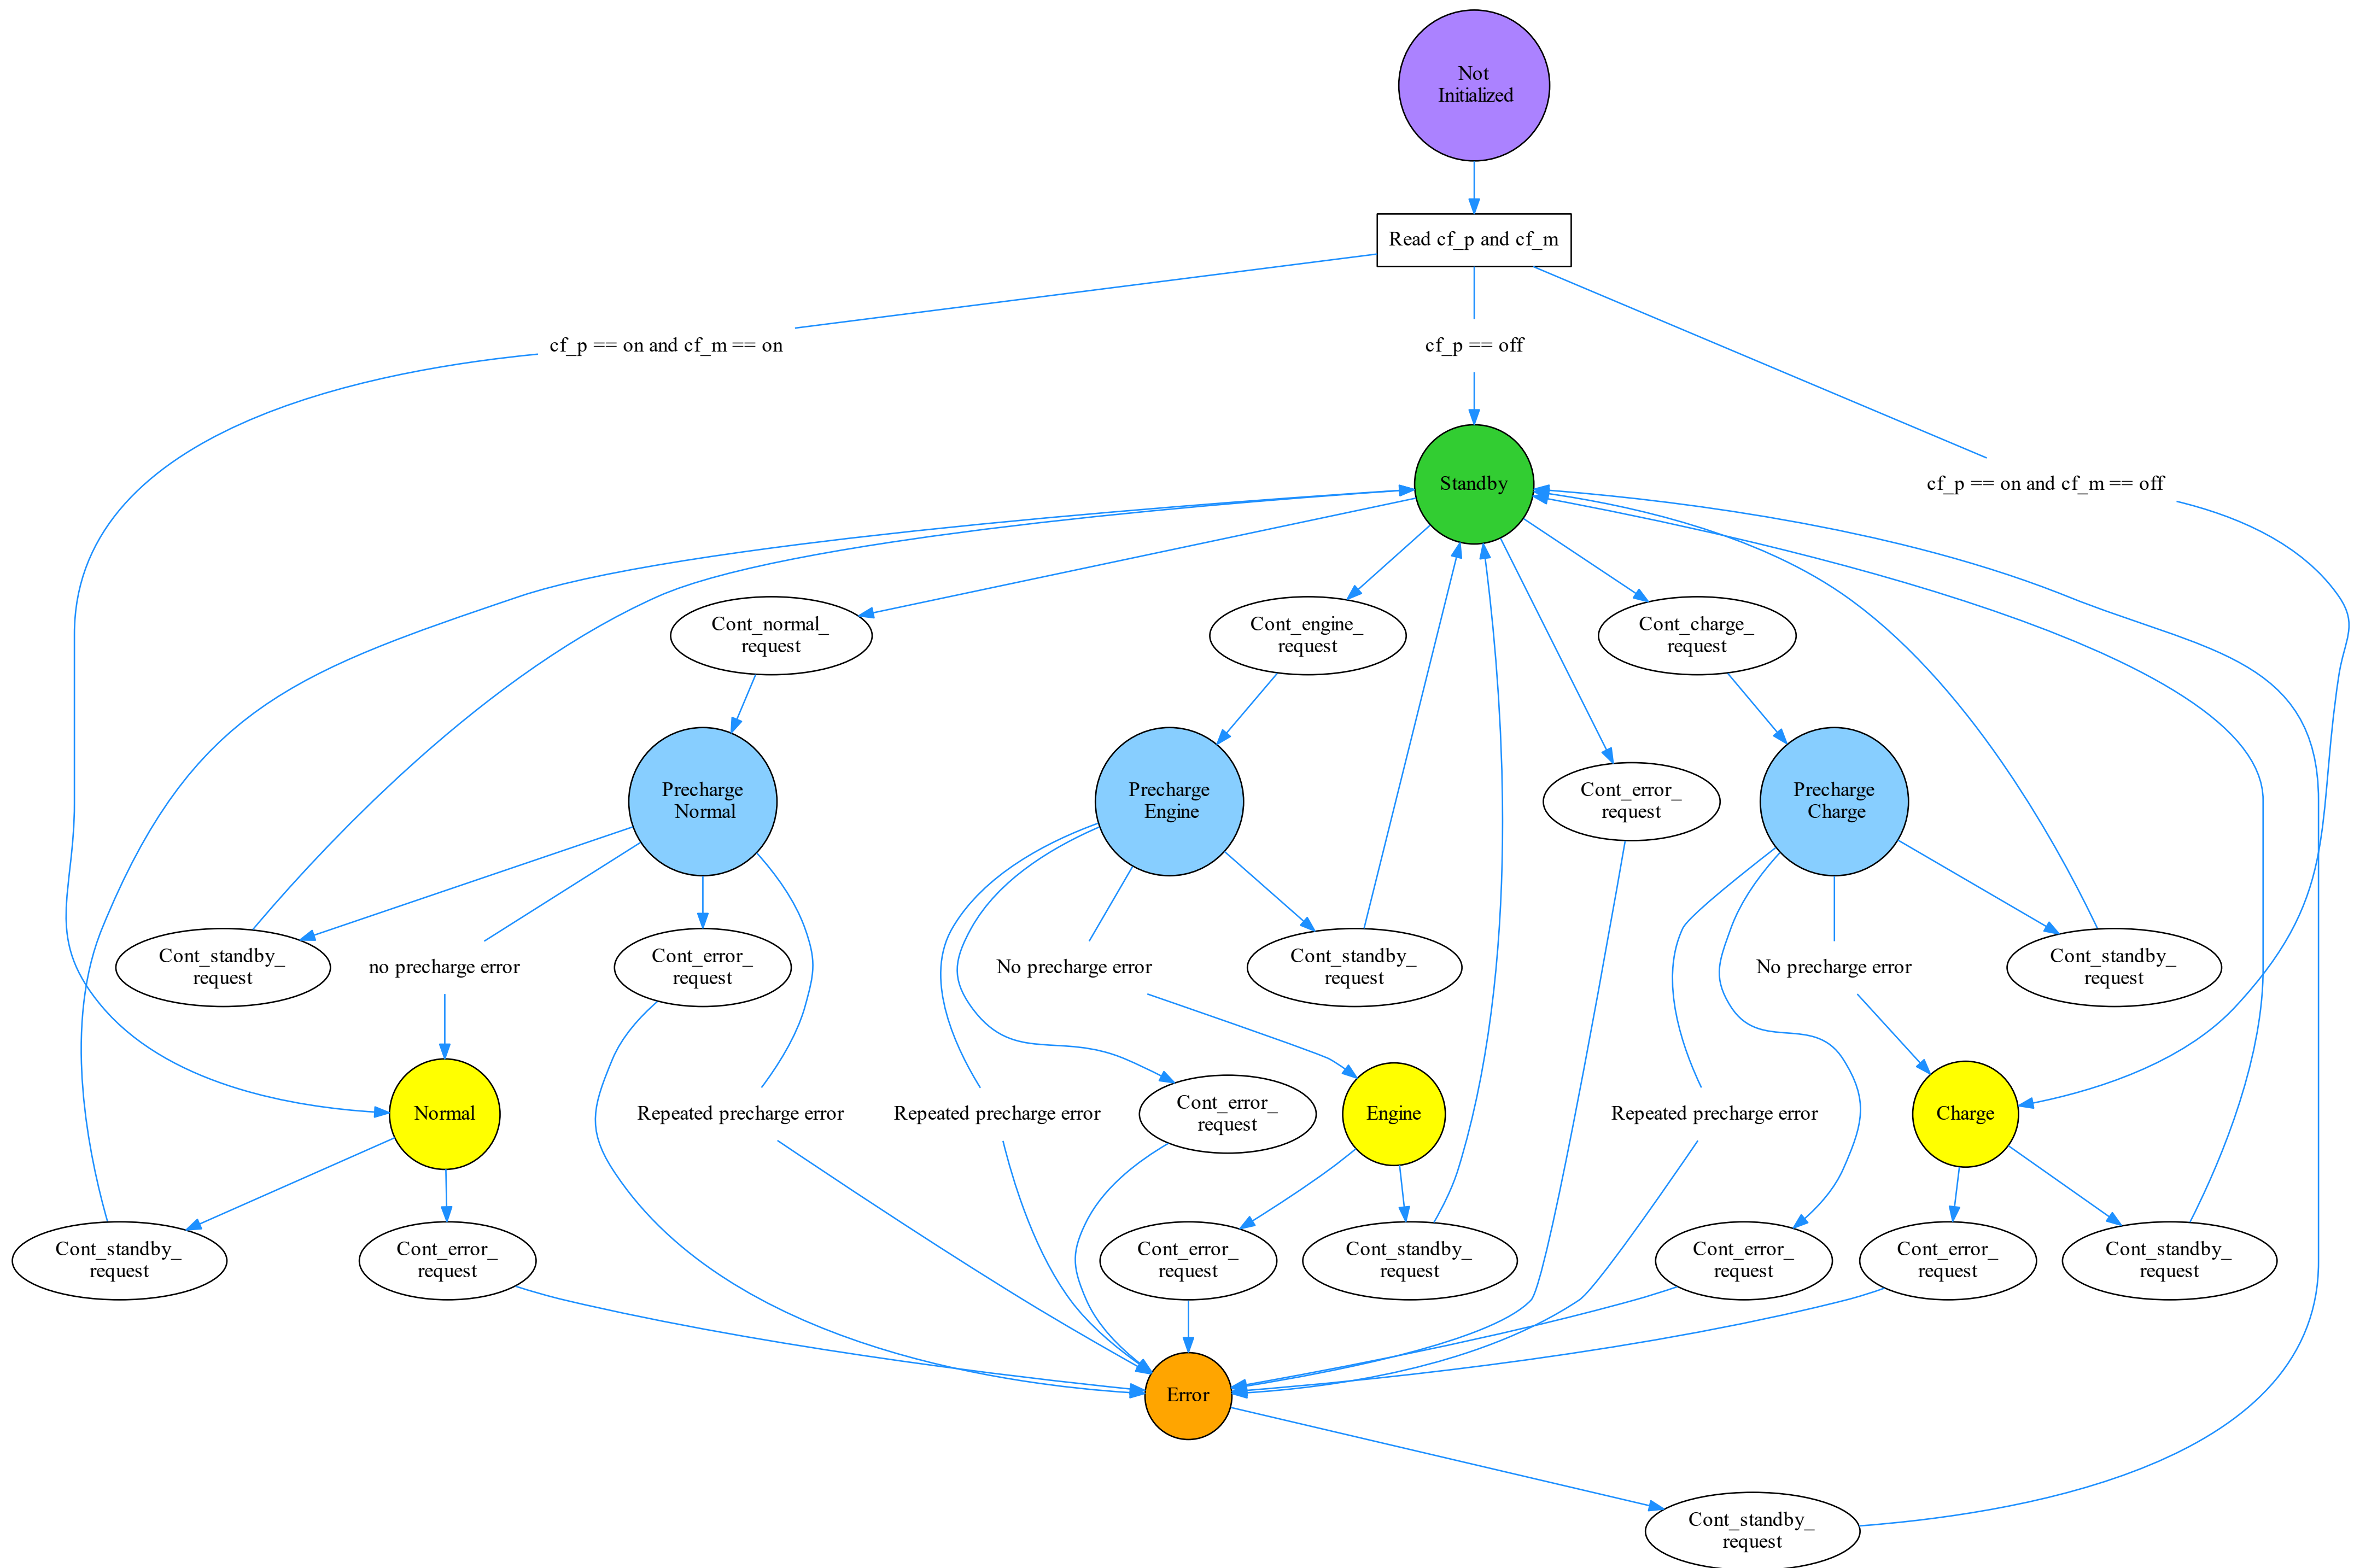 Not
Initialized
Read cf_p and cf_m
cf_p == on and cf_m == on
cf_p == off
cf_p == on and cf_m == off
Standby
Cont_normal_
request
Cont_engine_
request
Cont_charge_
request
Precharge
Normal
Precharge
Engine
Cont_error_
request
Precharge
Charge
Cont_standby_
request
no precharge error
Cont_error_
request
No precharge error
Cont_standby_
request
No precharge error
Cont_standby_
request
Normal
Repeated precharge error
Repeated precharge error
Cont_error_
request
Engine
Repeated precharge error
Charge
Cont_standby_
request
Cont_error_
request
Cont_error_
request
Cont_standby_
request
Cont_error_
request
Cont_error_
request
Cont_standby_
request
Error
Cont_standby_
request